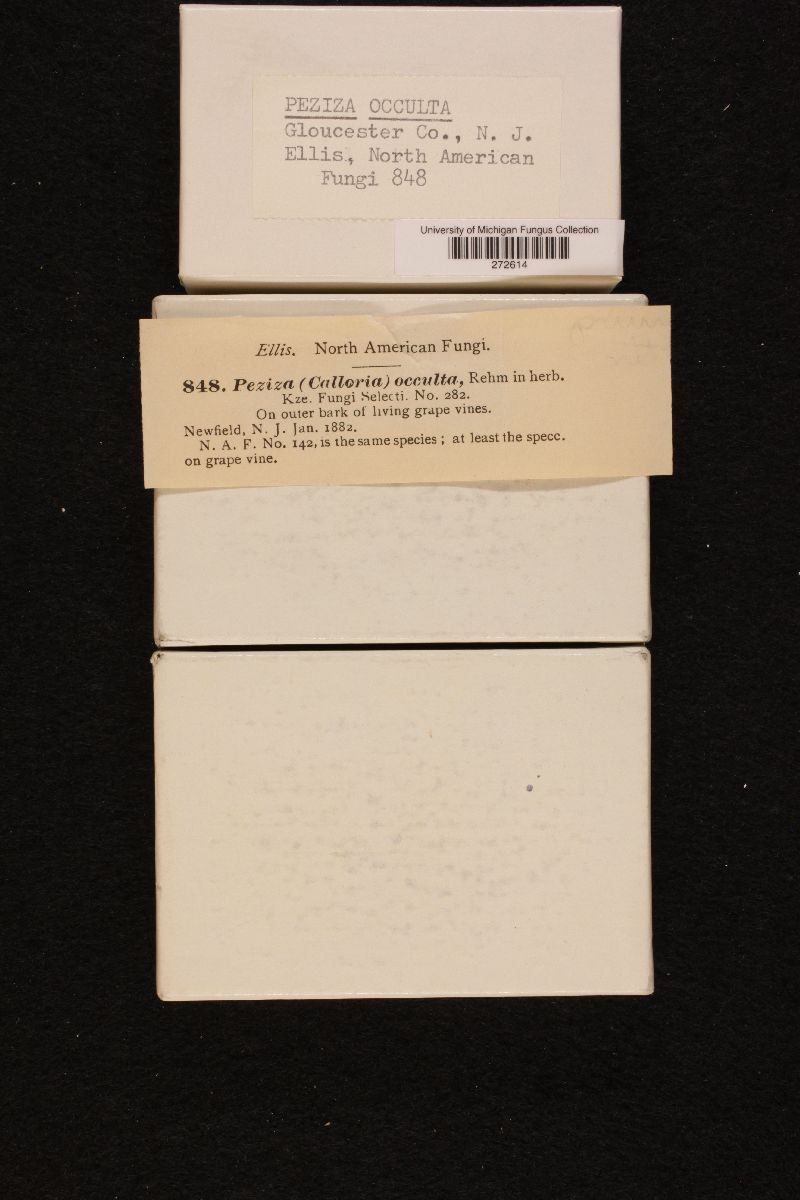 PEZIZA OCCULTA
Gloucester Co., N. J.
Ellis, North American
Fungi 848
University of Michigan Fungus Collection
272614
Ellis. North American Fungi.
848. Peziza (Calloria) occulta, Rehm in herb.
Kze. Fungi Selecti. No. 282.
On outer bark of living grape vines.
Newfield, N. J. Jan. 1882.
N. A. F. No. 142, is the same species; at least the specc.
on grape vine.